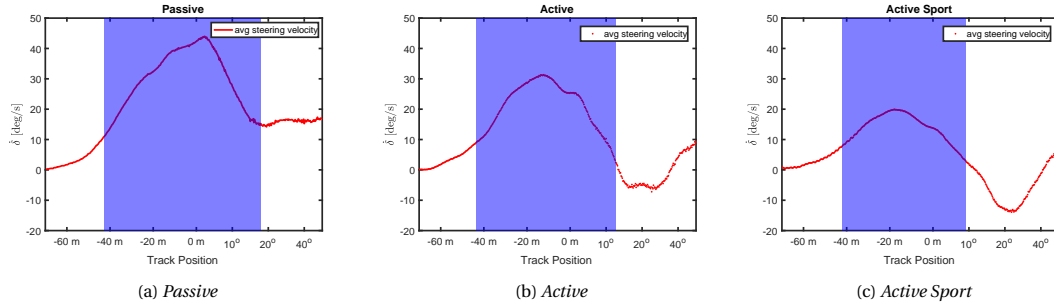 Passive
avg steering velocity
δ̇ [deg/s]
50
40
30
20
10
0
-10
-20
-60 m -40 m -20 m 0 m 10° 20° 40°
Track Position
(a) Passive
Active
avg steering velocity
δ̇ [deg/s]
50
40
30
20
10
0
-10
-20
-60 m -40 m -20 m 0 m 10° 20° 40°
Track Position
(b) Active
Active Sport
avg steering velocity
δ̇ [deg/s]
50
40
30
20
10
0
-10
-20
-60 m -40 m -20 m 0 m 10° 20° 40°
Track Position
(c) Active Sport